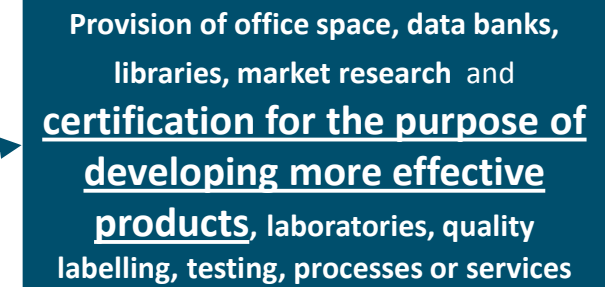 Provision of office space, data banks,
libraries, market research and
certification for the purpose of
developing more effective
products, laboratories, quality
labelling, testing, processes or services